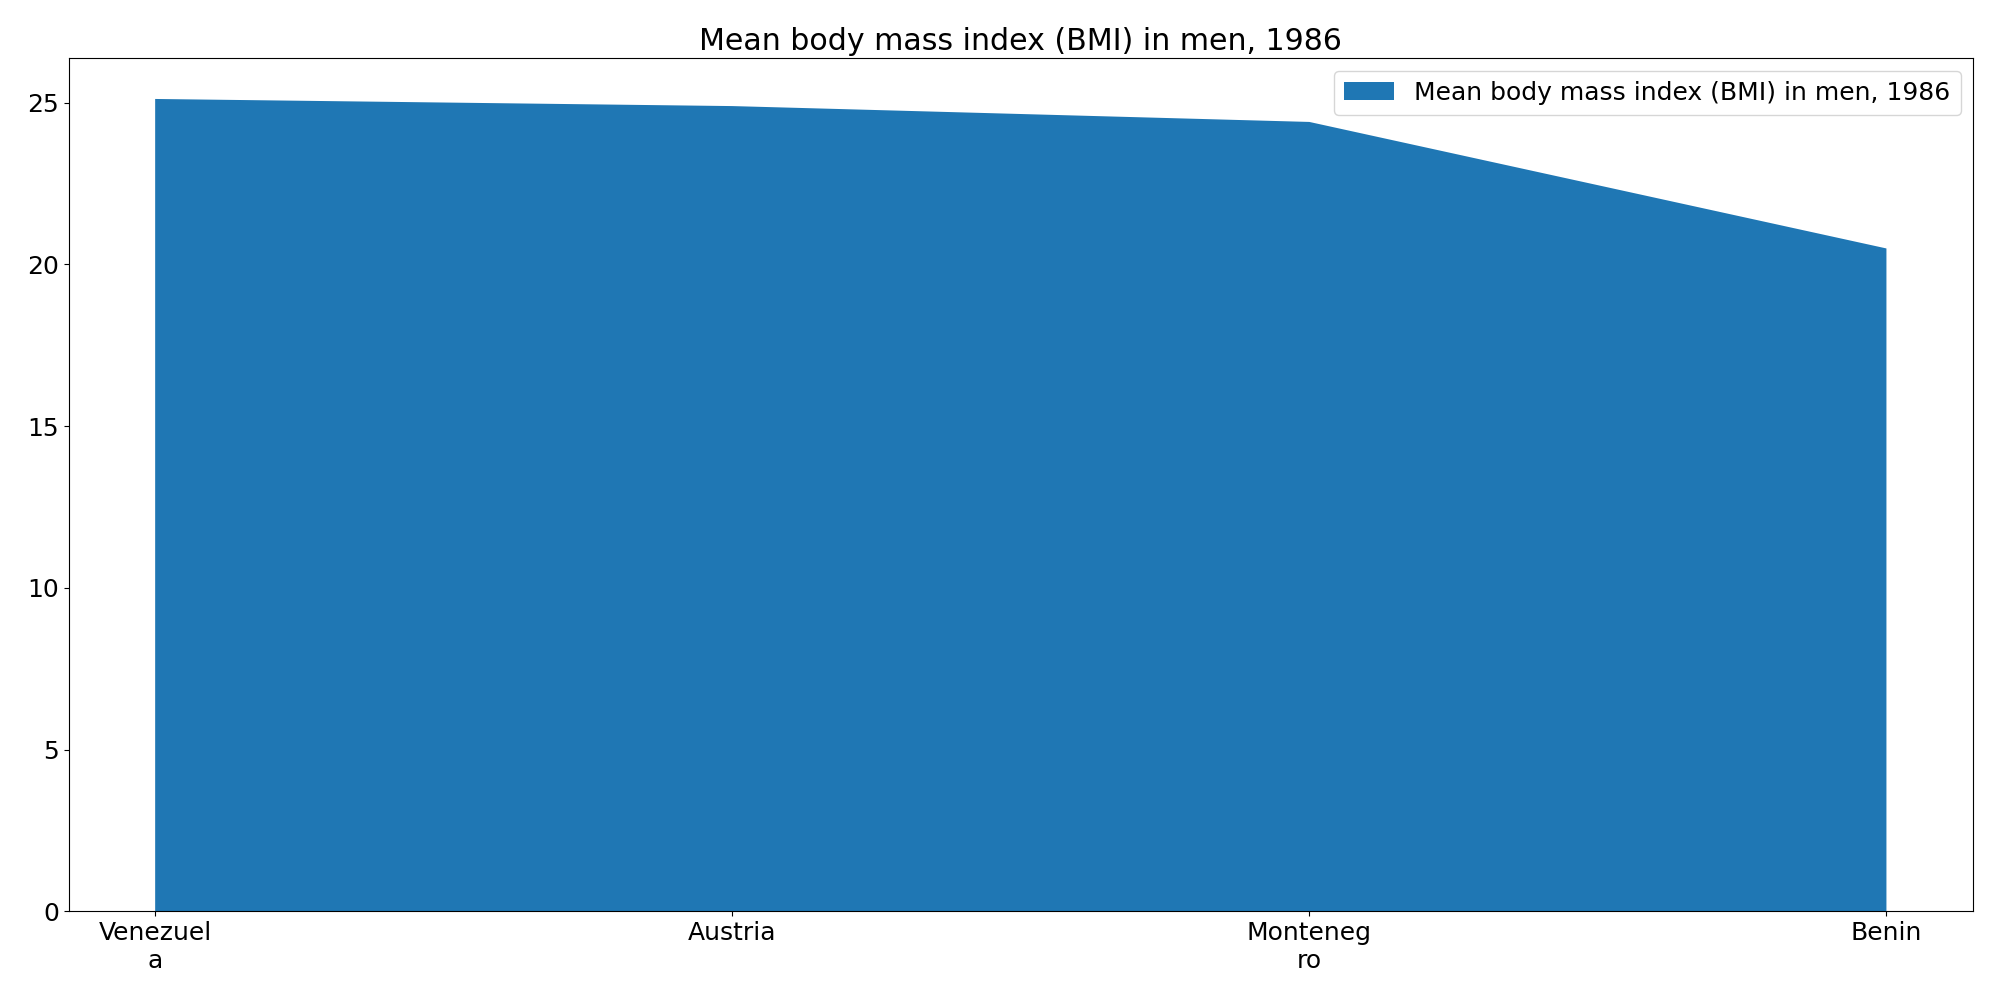 Mean body mass index (BMI) in men, 1986
Mean body mass index (BMI) in men, 1986
25
20
15
10
5
0
Venezuel
a
Austria
Monteneg
ro
Benin